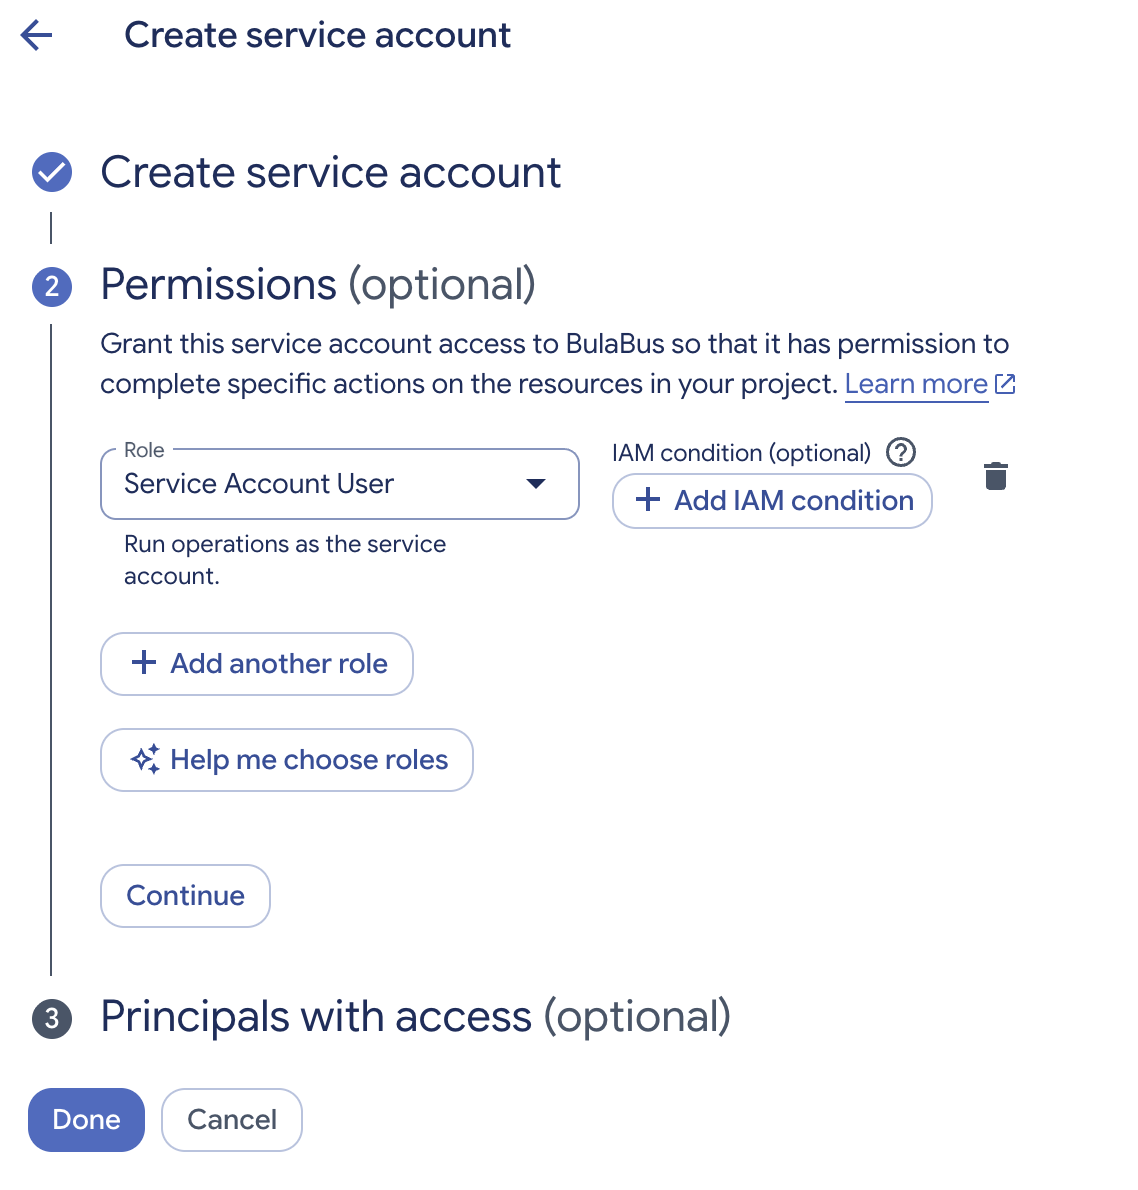 Create service account
Create service account
2
Permissions (optional)
Grant this service account access to BulaBus so that it has permission to
complete specific actions on the resources in your project. Learn more
Role
Service Account User
Run operations as the service
account.
IAM condition (optional) ?
+ Add IAM condition
+ Add another role
Help me choose roles
Continue
3
Principals with access (optional)
Done
Cancel